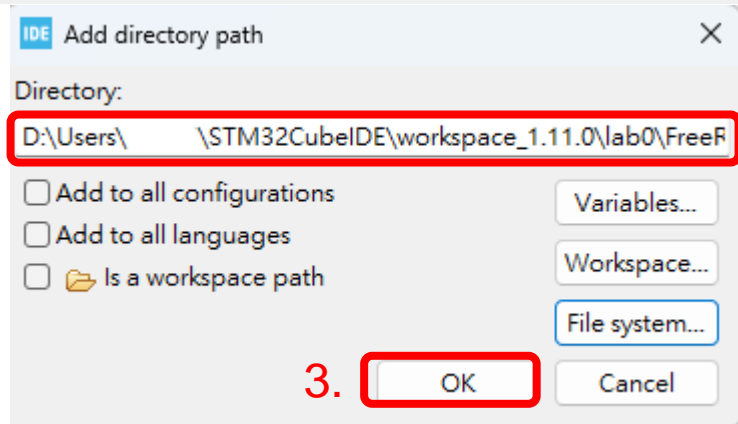 IDE Add directory path
Directory:
D:\Users\ \STM32CubeIDE\workspace_1.11.0\lab0\FreeR
Add to all configurations
Variables...
Add to all languages
Workspace...
Is a workspace path
File system...
3. OK
Cancel